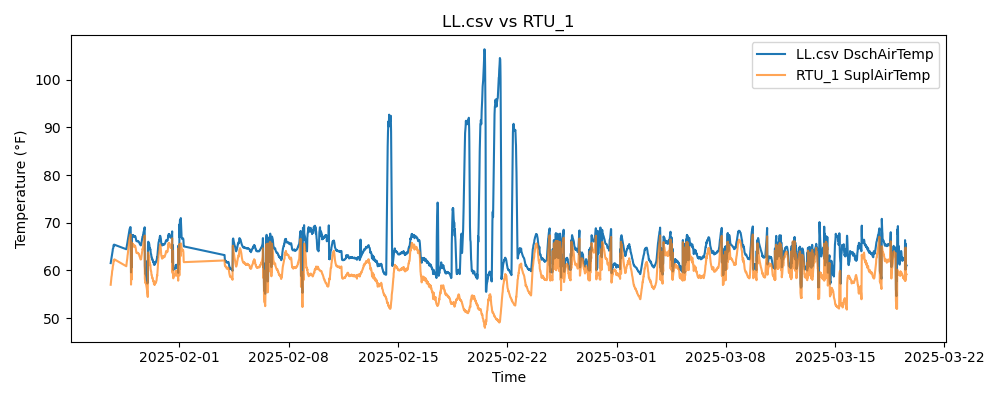 LL.csv vs RTU_1
LL.csv DschAirTemp
RTU_1 SuplAirTemp
Temperature (°F)
100
90
80
70
60
50
2025-02-01 2025-02-08 2025-02-15 2025-02-22 2025-03-01 2025-03-08 2025-03-15 2025-03-22
Time